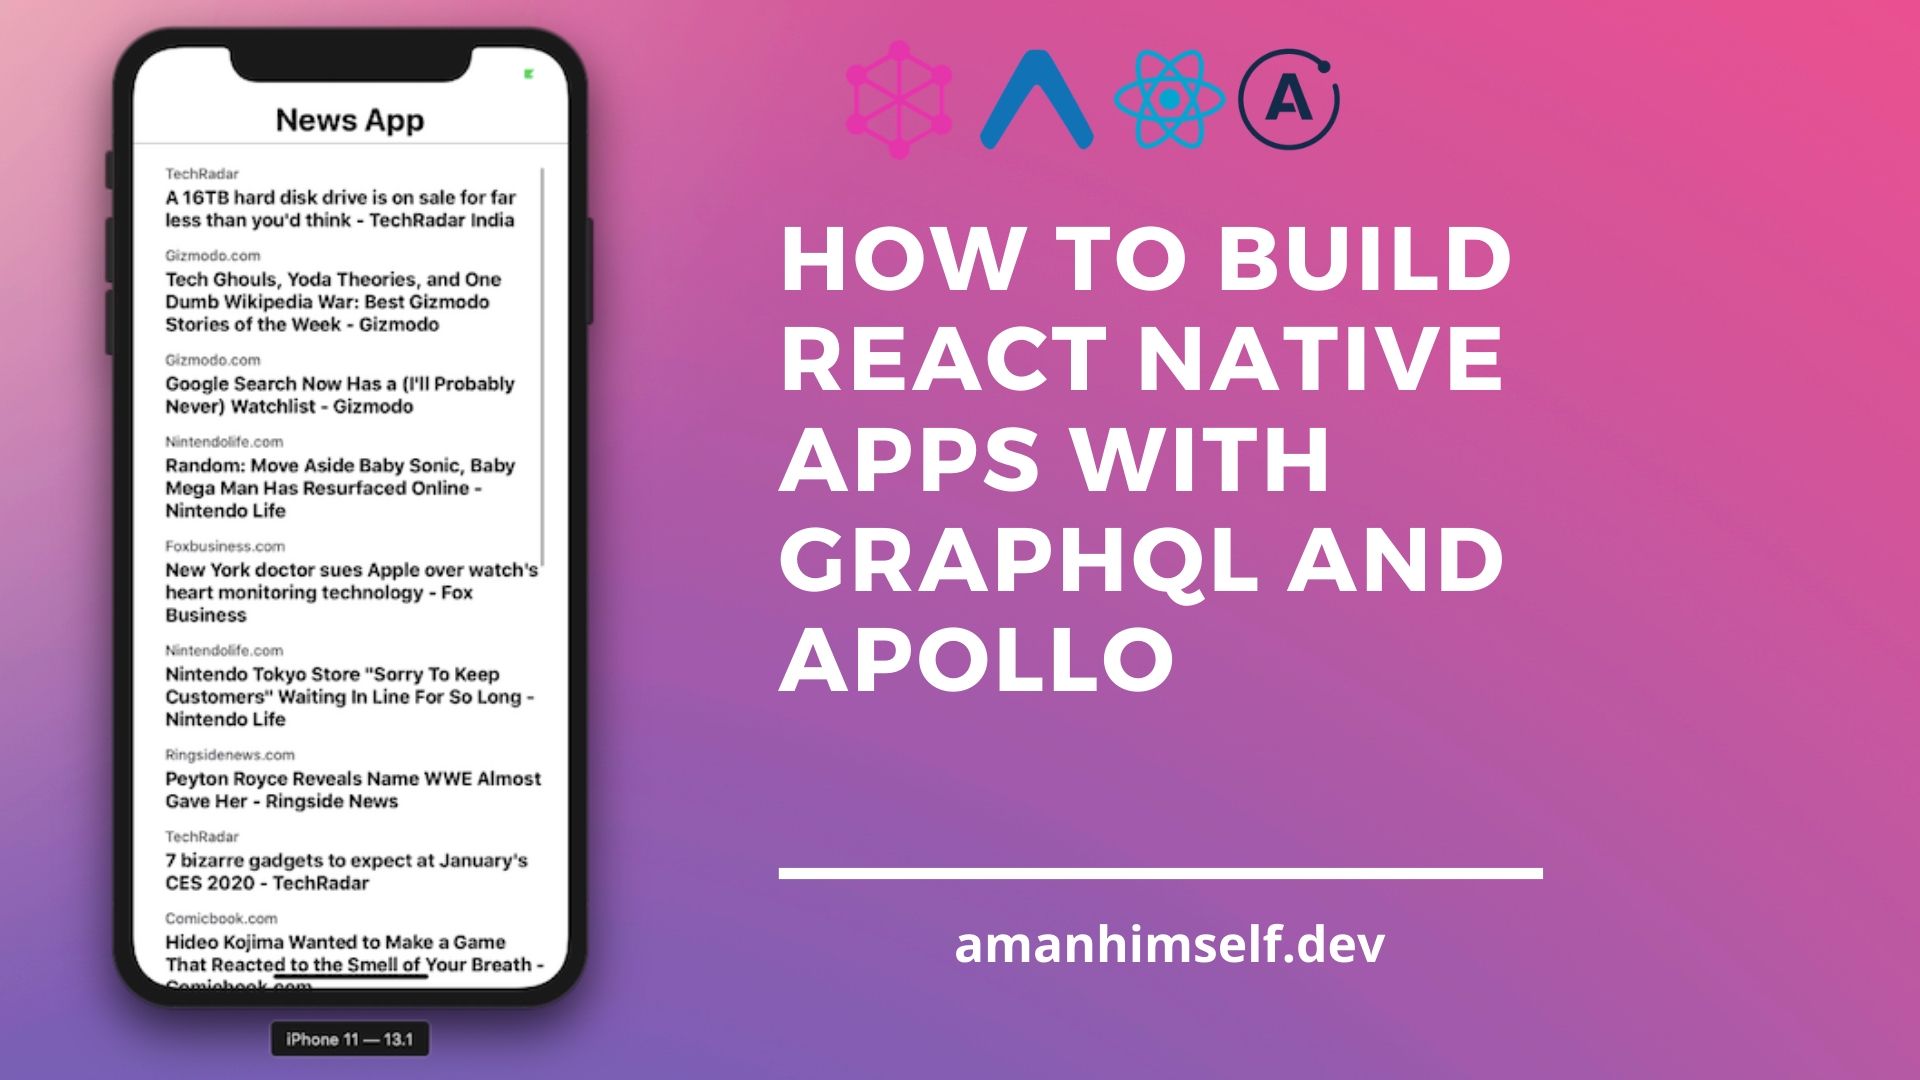 News App
TechRadar
A 16TB hard disk drive is on sale for far
less than you'd think - TechRadar India
Gizmodo.com
Tech Ghouls, Yoda Theories, and One
Dumb Wikipedia War: Best Gizmodo
Stories of the Week - Gizmodo
Gizmodo.com
Google Search Now Has a (I'll Probably
Never) Watchlist - Gizmodo
Nintendolife.com
Random: Move Aside Baby Sonic, Baby
Mega Man Has Resurfaced Online -
Nintendo Life
Foxbusiness.com
New York doctor sues Apple over watch's
heart monitoring technology - Fox
Business
Nintendolife.com
Nintendo Tokyo Store "Sorry To Keep
Customers" Waiting In Line For So Long -
Nintendo Life
Ringsidenews.com
Peyton Royce Reveals Name WWE Almost
Gave Her - Ringside News
TechRadar
7 bizarre gadgets to expect at January's
CES 2020 - TechRadar
Comicbook.com
Hideo Kojima Wanted to Make a Game
That Reacted to the Smell of Your Breath -
Comicbook.com
iPhone 11 — 13.1
A
HOW TO BUILD
REACT NATIVE
APPS WITH
GRAPHQL AND
APOLLO
amanhimself.dev